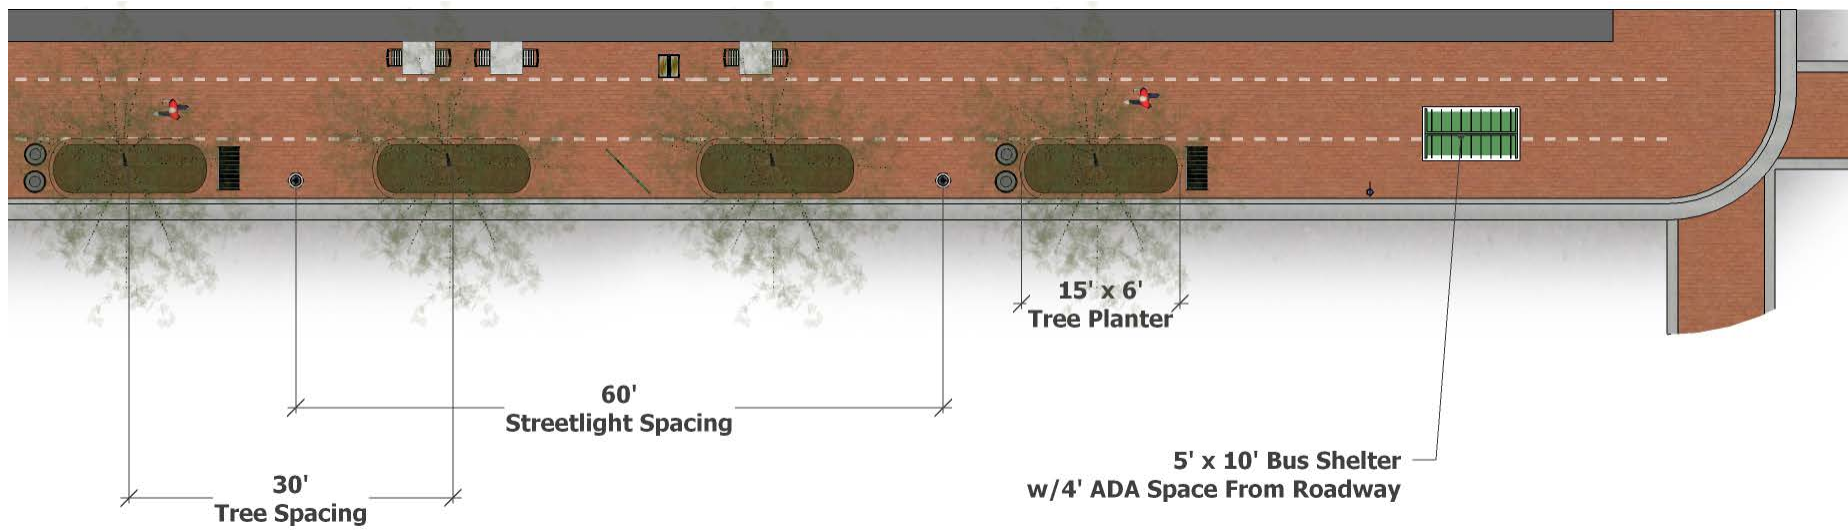 15' x 6'
Tree Planter
60'
Streetlight Spacing
5' x 10' Bus Shelter
w/4' ADA Space From Roadway
30'
Tree Spacing